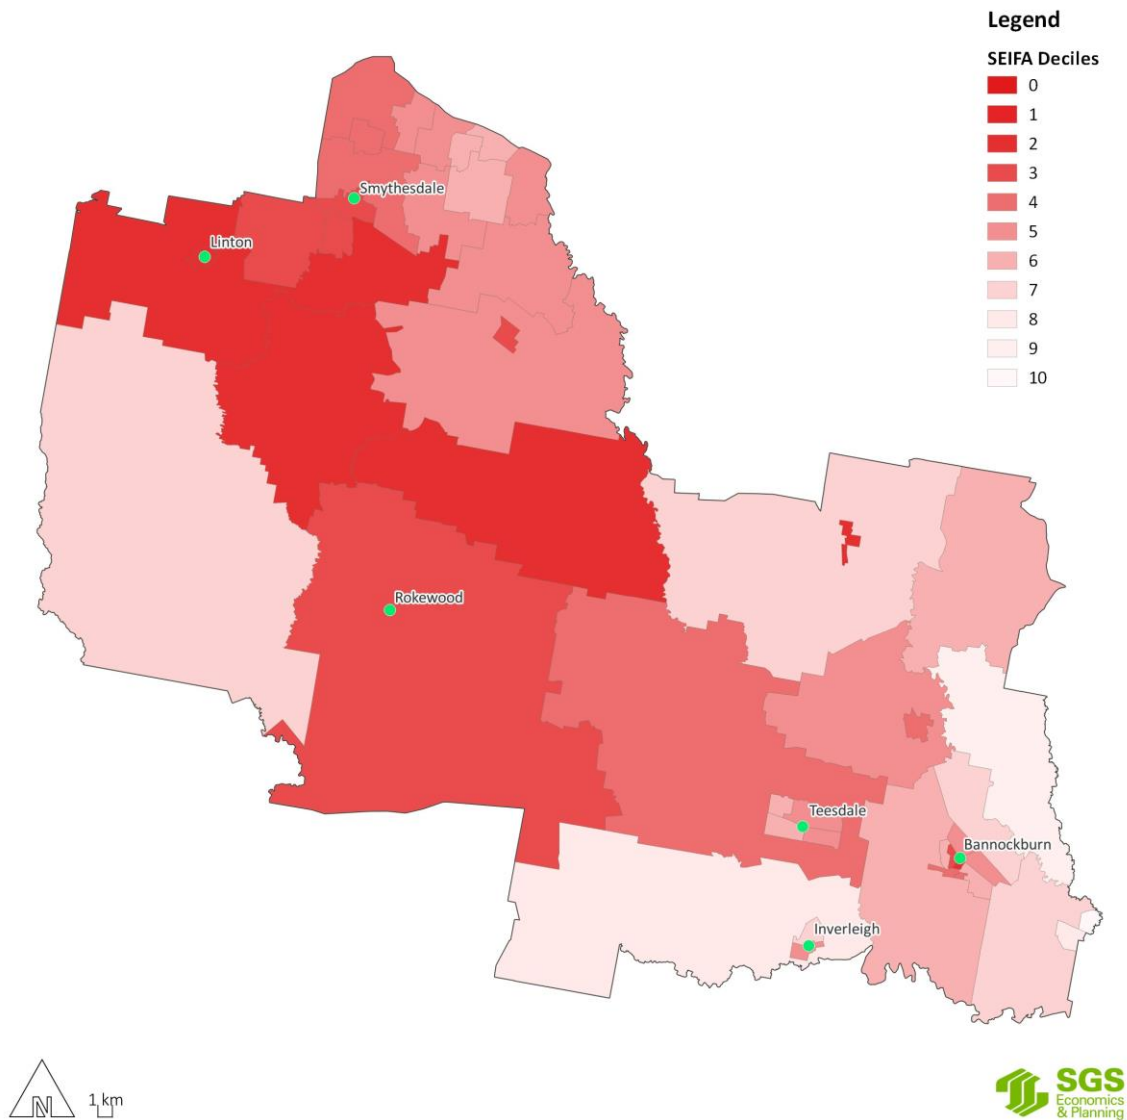 Legend
SEIFA Deciles
0
1
2
3
4
5
6
7
8
9
10
Smythesdale
Linton
Rokewood
Teesdale
Bannockburn
Inverleigh
N
1 km
SGS
Economics
& Planning